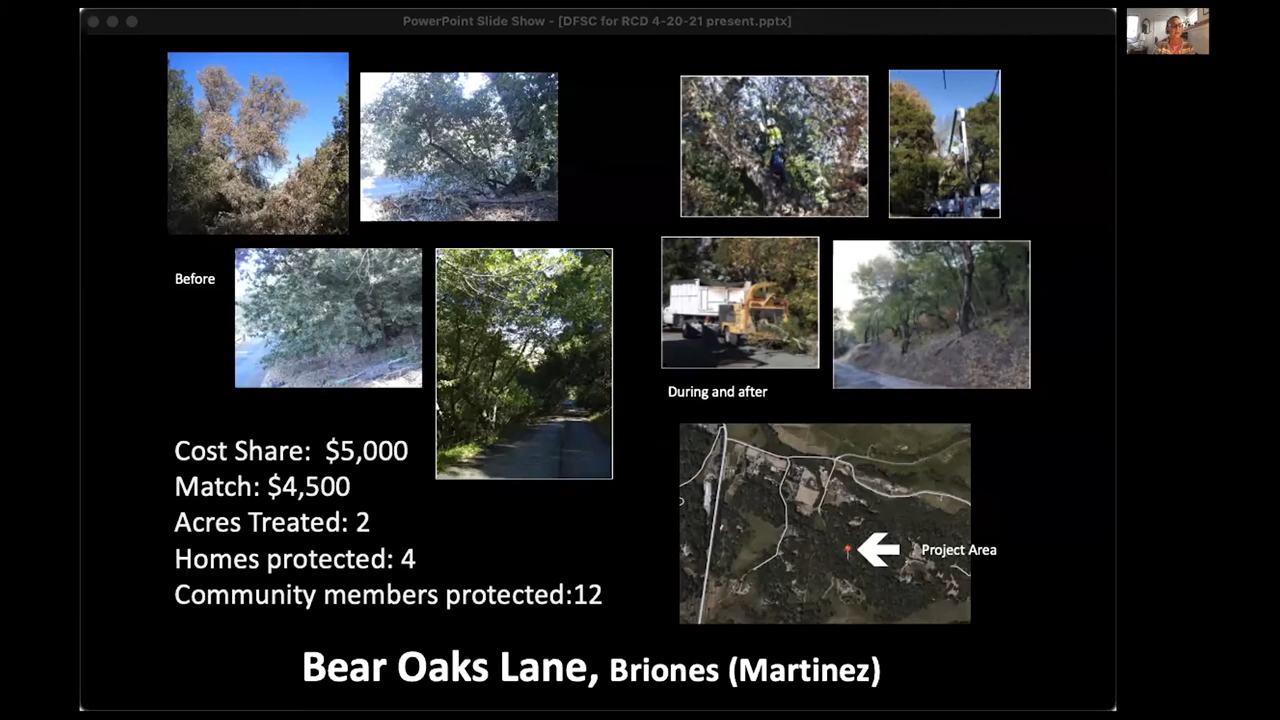 PowerPoint Slide Show - [DFSC for RCD 4-20-21 present.pptx]
Before
During and after
Cost Share:  $5,000
Match: $4,500
Acres Treated: 2
Homes protected: 4
Community members protected:12
Project Area
Bear Oaks Lane, Briones (Martinez)